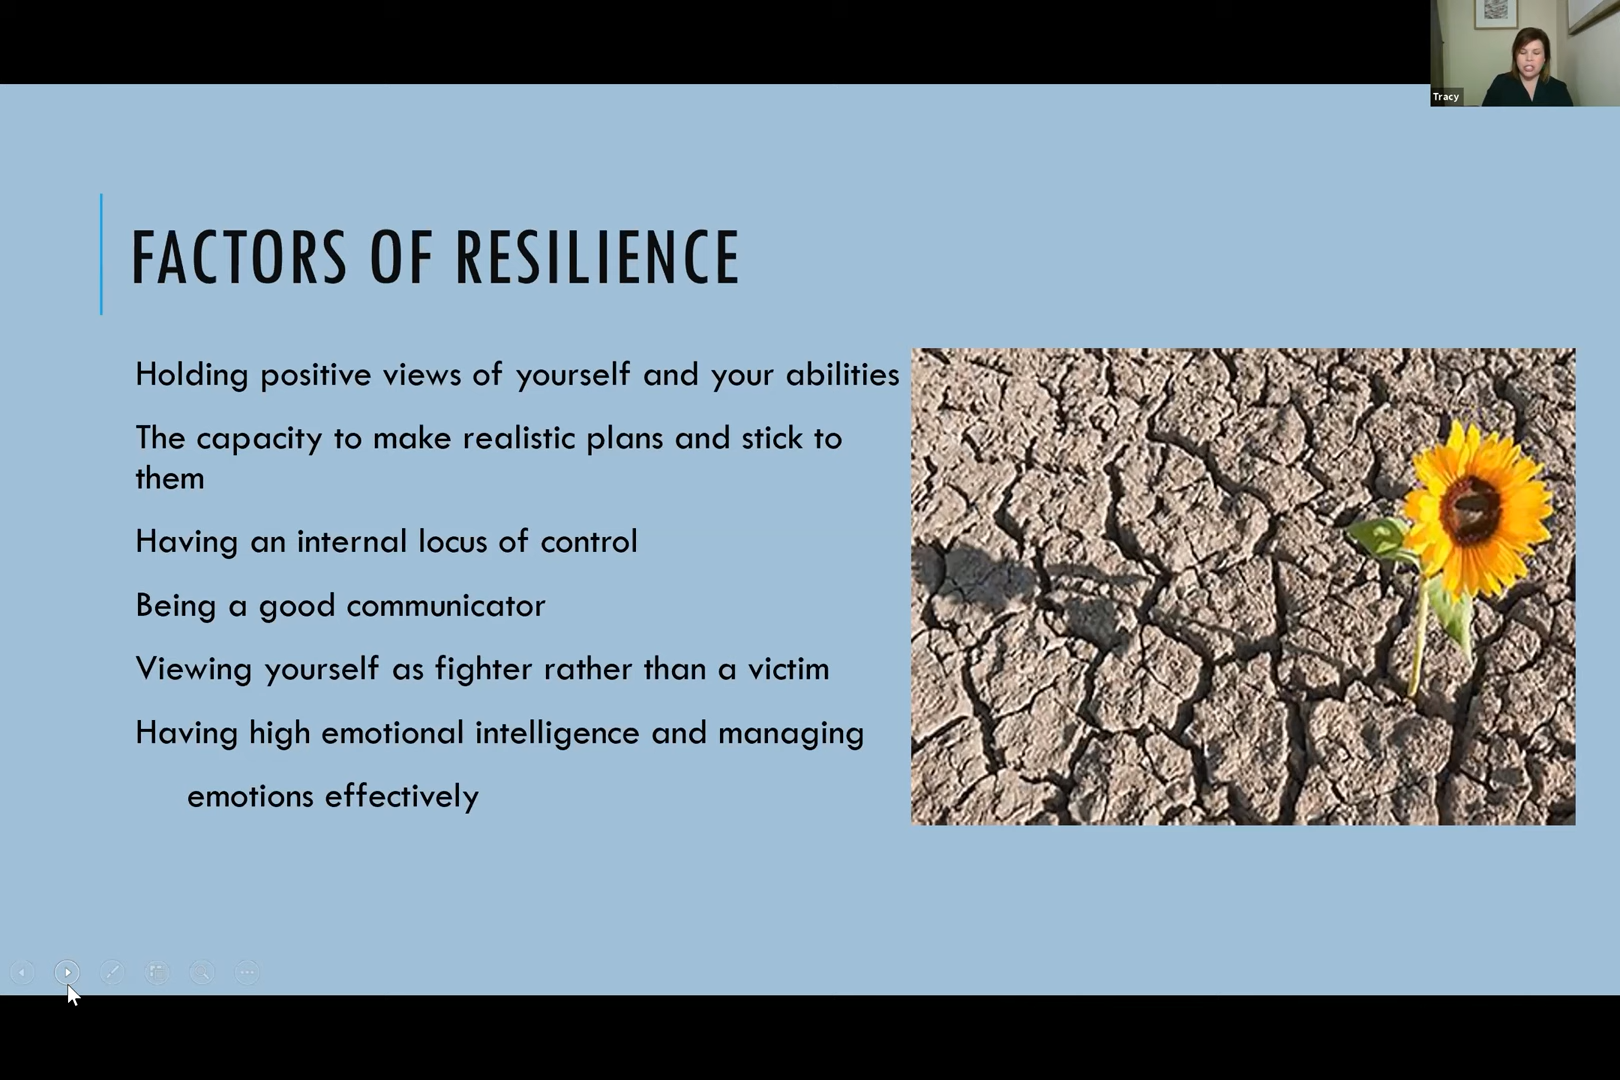 Tracy
FACTORS OF RESILIENCE
Holding positive views of yourself and your abilities
The capacity to make realistic plans and stick to
them
Having an internal locus of control
Being a good communicator
Viewing yourself as fighter rather than a victim
Having high emotional intelligence and managing
emotions effectively